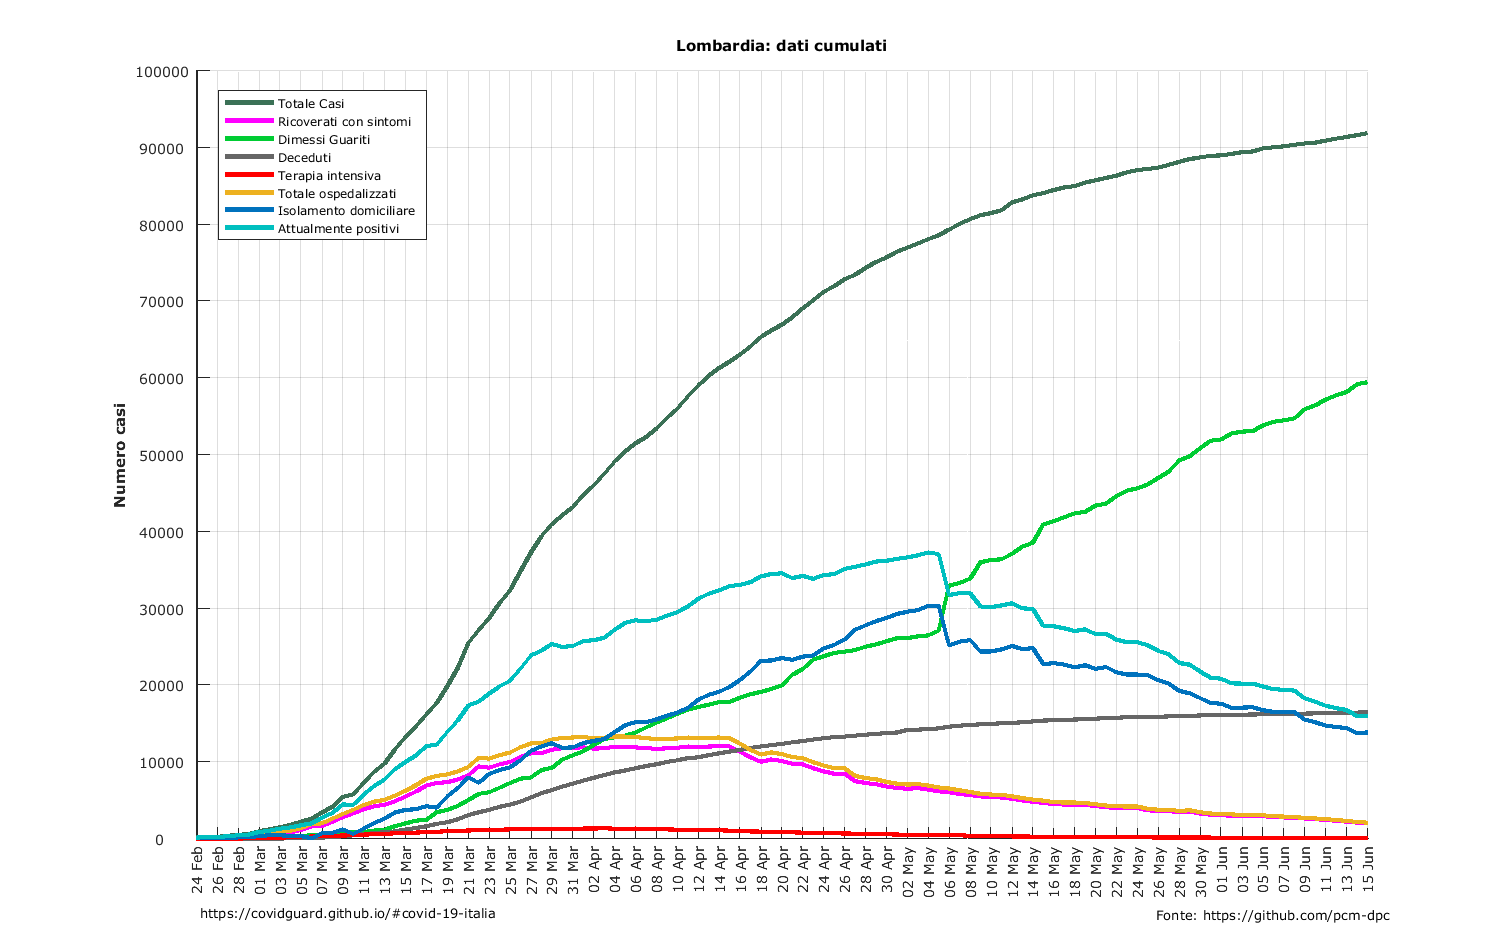 Lombardia: dati cumulati
100000
90000
80000
70000
60000
50000
40000
30000
20000
10000
0
Numero casi
Totale Casi
Ricoverati con sintomi
Dimessi Guariti
Deceduti
Terapia intensiva
Totale ospedalizzati
Isolamento domiciliare
Attualmente positivi
24 Feb
26 Feb
28 Feb
01 Mar
03 Mar
05 Mar
07 Mar
09 Mar
11 Mar
13 Mar
15 Mar
17 Mar
19 Mar
21 Mar
23 Mar
25 Mar
27 Mar
29 Mar
31 Mar
02 Apr
04 Apr
06 Apr
08 Apr
10 Apr
12 Apr
14 Apr
16 Apr
18 Apr
20 Apr
22 Apr
24 Apr
26 Apr
28 Apr
30 Apr
02 May
04 May
06 May
08 May
10 May
12 May
14 May
16 May
18 May
20 May
22 May
24 May
26 May
28 May
30 May
01 Jun
03 Jun
05 Jun
07 Jun
09 Jun
11 Jun
13 Jun
15 Jun
https://covidguard.github.io/#covid-19-italia
Fonte: https://github.com/pcm-dpc